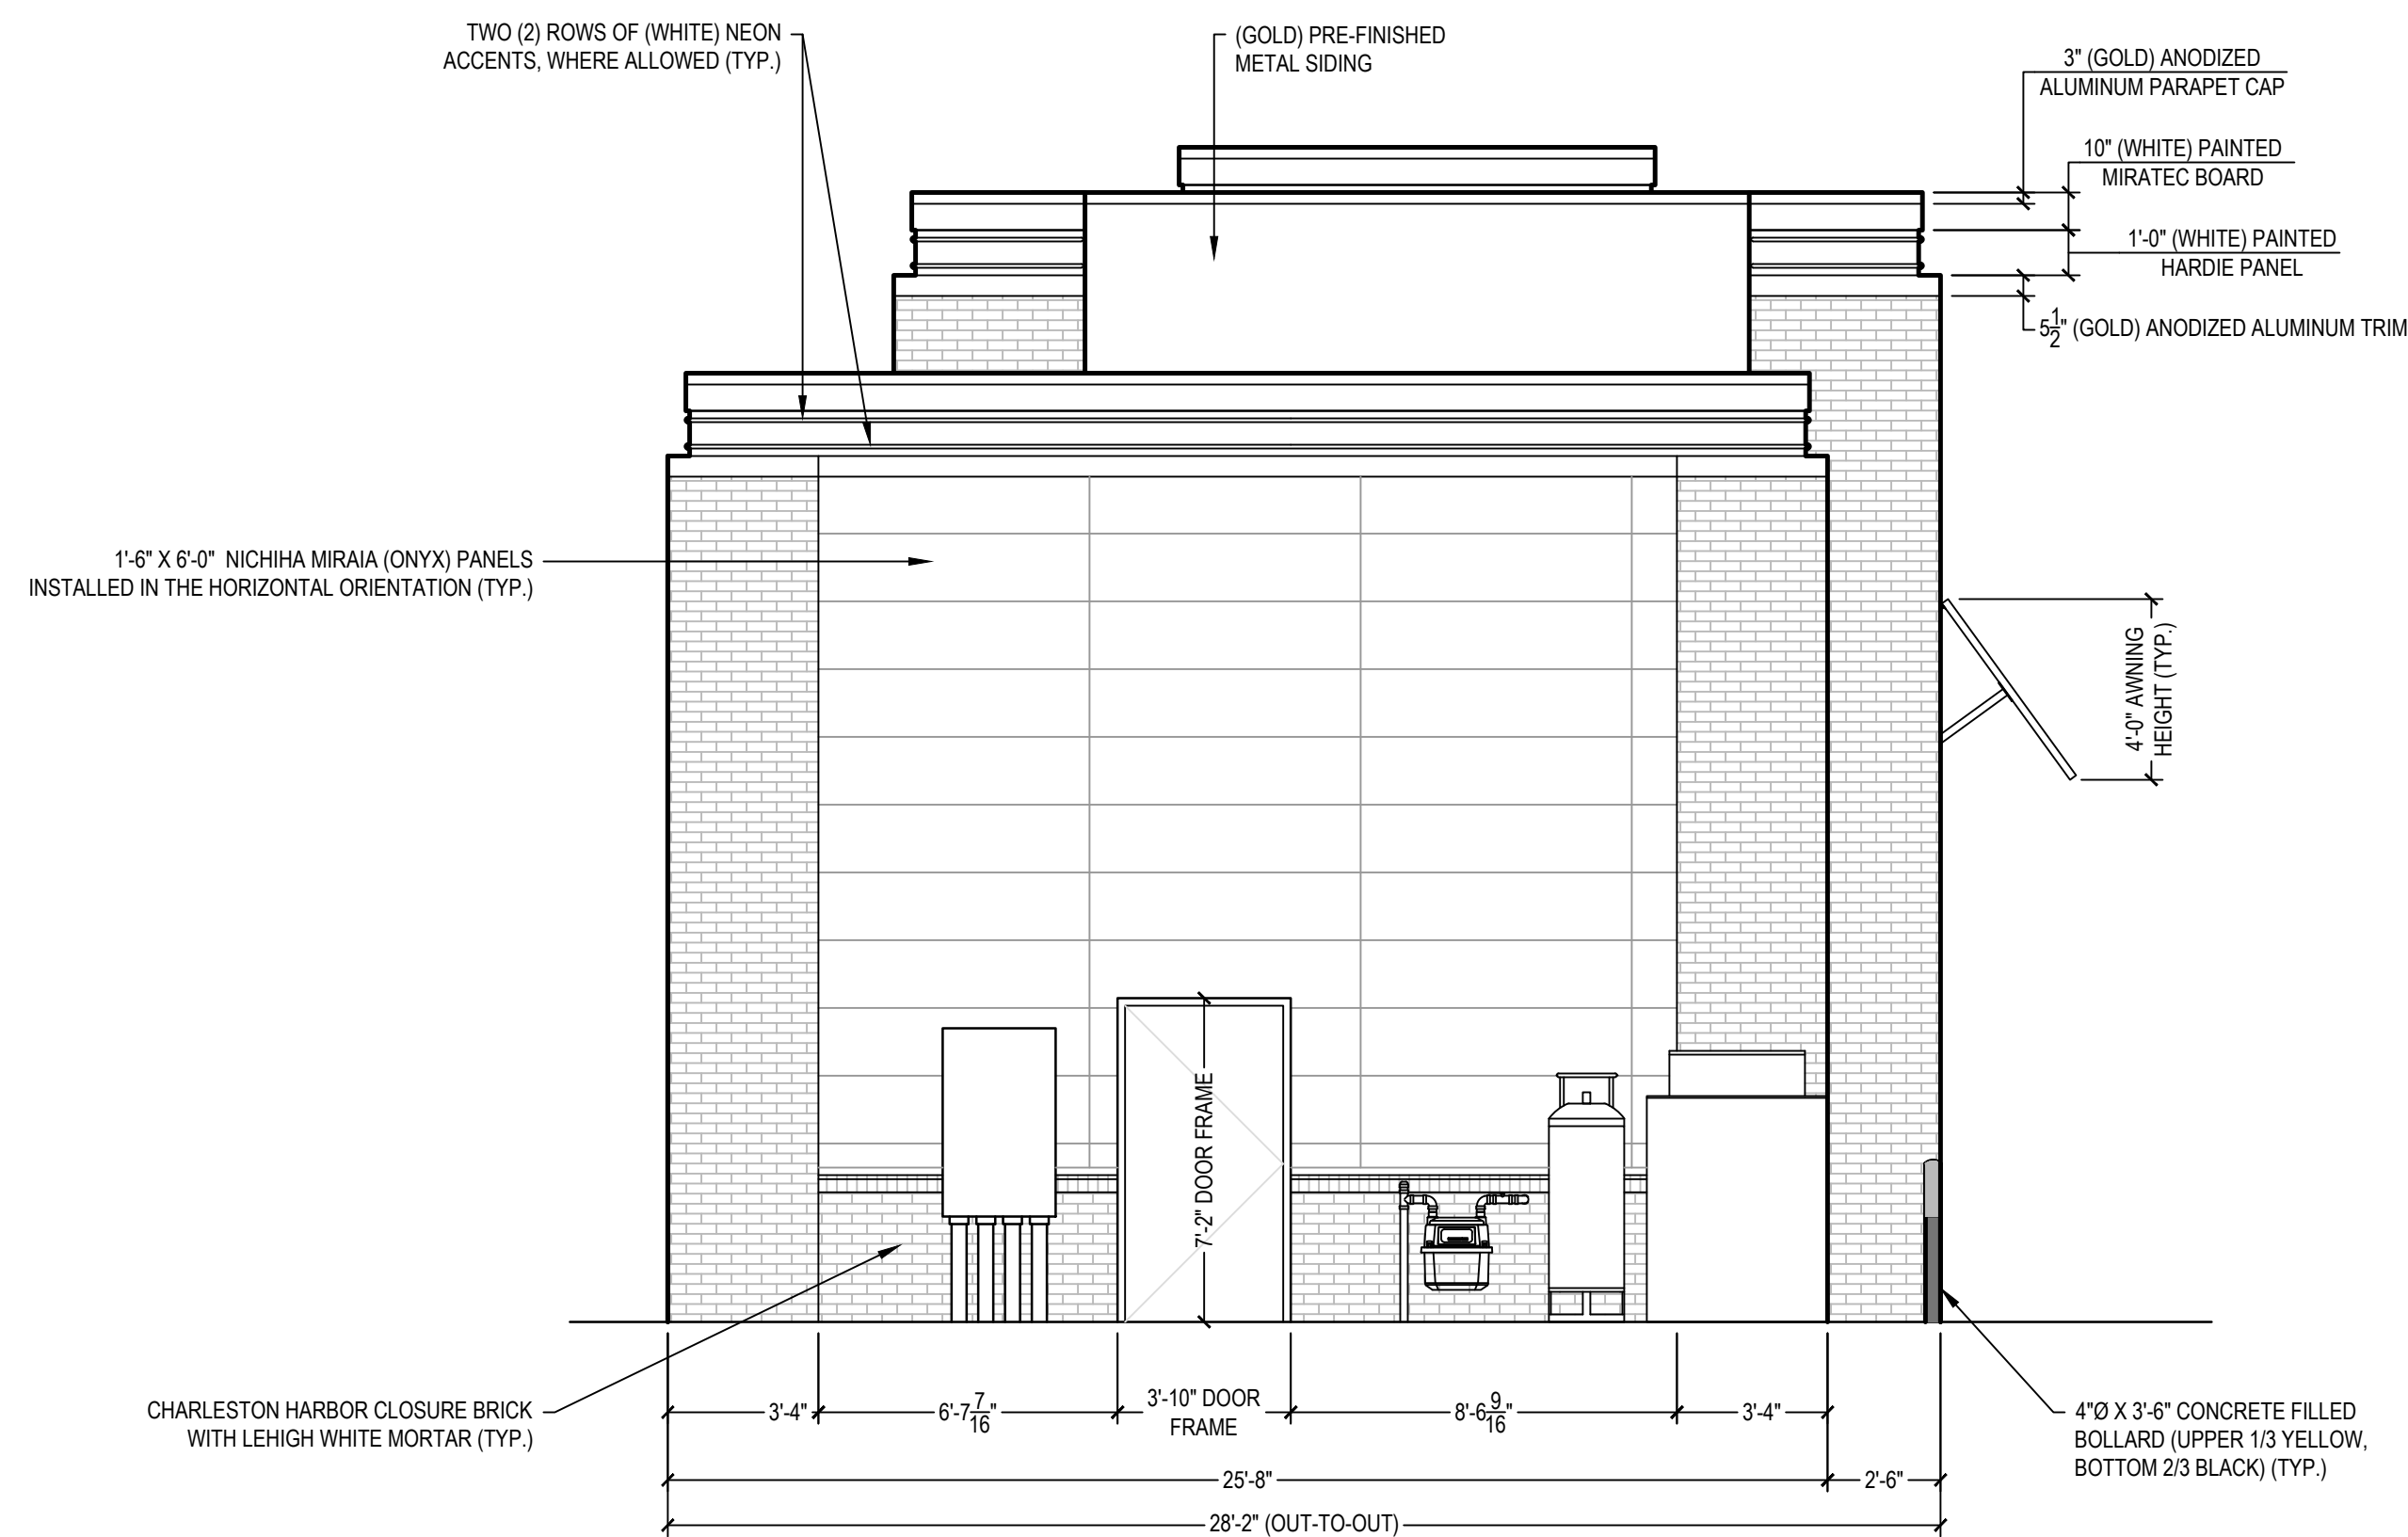 TWO (2) ROWS OF (WHITE) NEON
ACCENTS, WHERE ALLOWED (TYP.)
(GOLD) PRE-FINISHED
METAL SIDING
3" (GOLD) ANODIZED
ALUMINUM PARAPET CAP
10" (WHITE) PAINTED
MIRATEC BOARD
1'-0" (WHITE) PAINTED
HARDIE PANEL
5 1/2" (GOLD) ANODIZED ALUMINUM TRIM
1'-6" X 6'-0" NICHIHA MIRAIA (ONYX) PANELS
INSTALLED IN THE HORIZONTAL ORIENTATION (TYP.)
4'-0" AWNING
HEIGHT (TYP.)
7'-2" DOOR FRAME
CHARLESTON HARBOR CLOSURE BRICK
WITH LEHIGH WHITE MORTAR (TYP.)
3'-4"
6'-7 7/16"
3'-10" DOOR
FRAME
8'-6 9/16"
3'-4"
4"Ø X 3'-6" CONCRETE FILLED
BOLLARD (UPPER 1/3 YELLOW,
BOTTOM 2/3 BLACK) (TYP.)
25'-8"
2'-6"
28'-2" (OUT-TO-OUT)